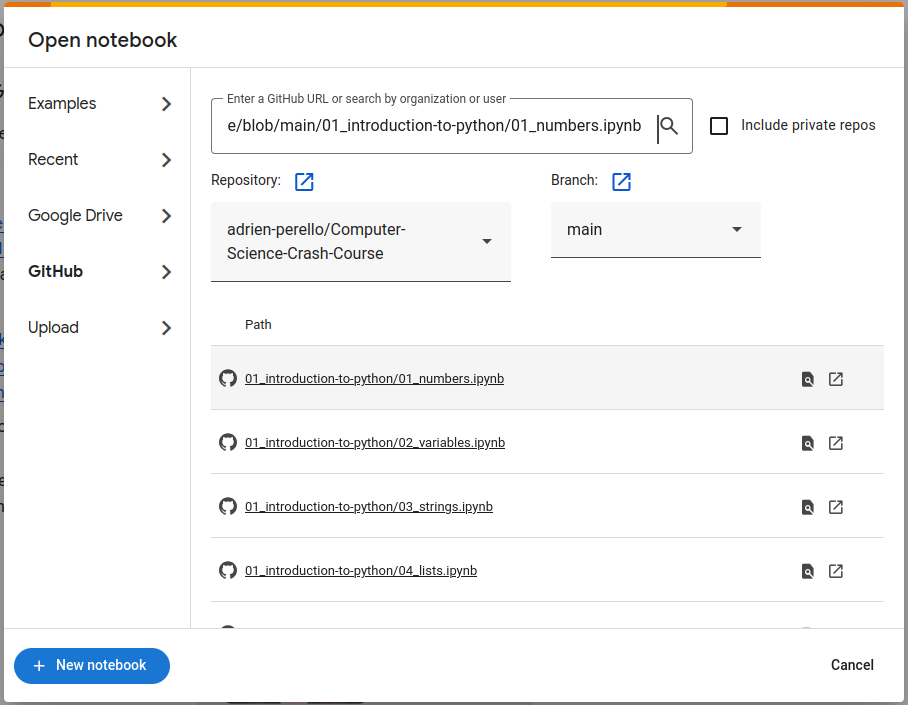 Open notebook
Examples
Recent
Google Drive
GitHub
Upload
Enter a GitHub URL or search by organization or user
e/blob/main/01_introduction-to-python/01_numbers.ipynb
Include private repos
Repository:
Branch:
adrien-perello/Computer-
Science-Crash-Course
main
Path
01_introduction-to-python/01_numbers.ipynb
01_introduction-to-python/02_variables.ipynb
01_introduction-to-python/03_strings.ipynb
01_introduction-to-python/04_lists.ipynb
+ New notebook
Cancel